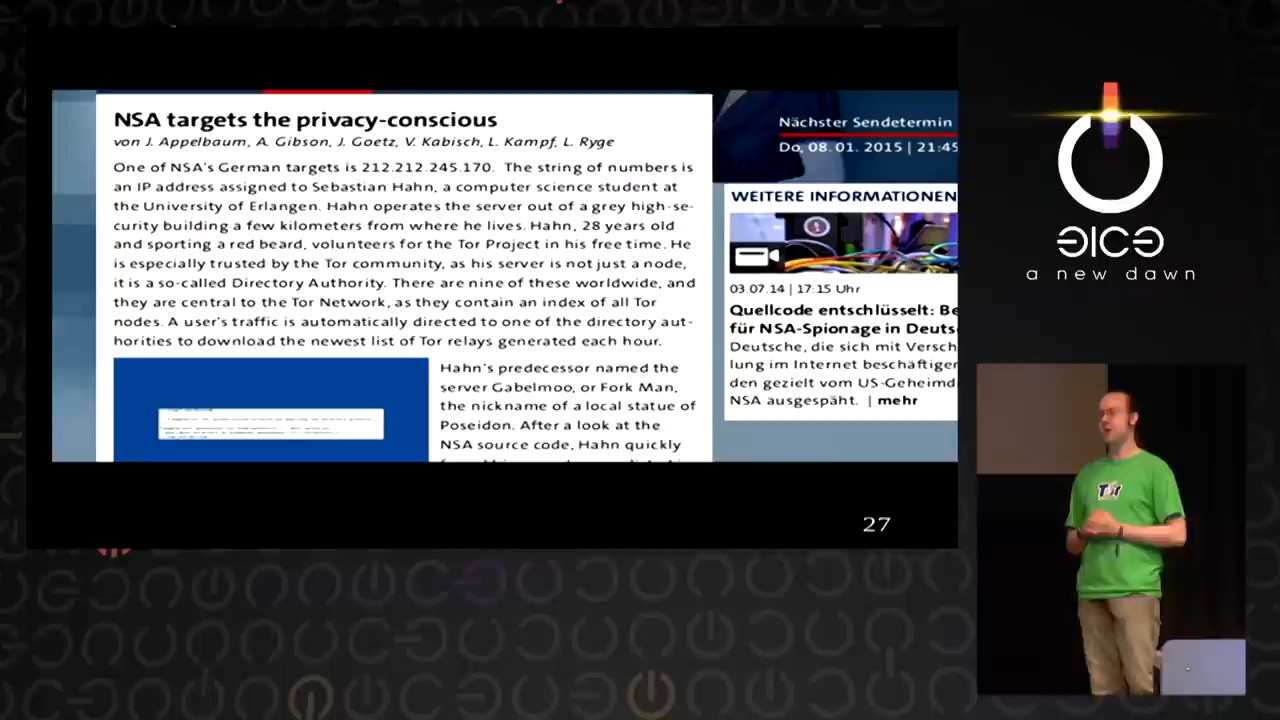 NSA targets the privacy-conscious
von J. Appelbaum, A. Gibson, J. Goetz, V. Kabisch, L. Kampf, L. Ryge
One of NSA's German targets is 212.212.245.170. The string of numbers is
an IP address assigned to Sebastian Hahn, a computer science student at
the University of Erlangen. Hahn operates the server out of a grey high-se-
curity building a few kilometers from where he lives. Hahn, 28 years old
and sporting a red beard, volunteers for the Tor Project in his free time. He
is especially trusted by the Tor community, as his server is not just a node,
it is a so-called Directory Authority. There are nine of these worldwide, and
they are central to the Tor Network, as they contain an index of all Tor
nodes. A user's traffic is automatically directed to one of the directory aut-
horities to download the newest list of Tor relays generated each hour.
Hahn's predecessor named the
server Gabelmoo, or Fork Man,
the nickname of a local statue of
Poseidon. After a look at the
NSA source code, Hahn quickly
Nächster Sendetermin
Do, 08. 01. 2015 | 21:45
WEITERE INFORMATIONEN
03.07.14 | 17:15 Uhr
Quellcode entschlüsselt: Be
für NSA-Spionage in Deuts
Deutsche, die sich mit Versch
lung im Internet beschäftigen
den gezielt vom US-Geheimd
NSA ausgespäht. | mehr
27
a new dawn
Tor